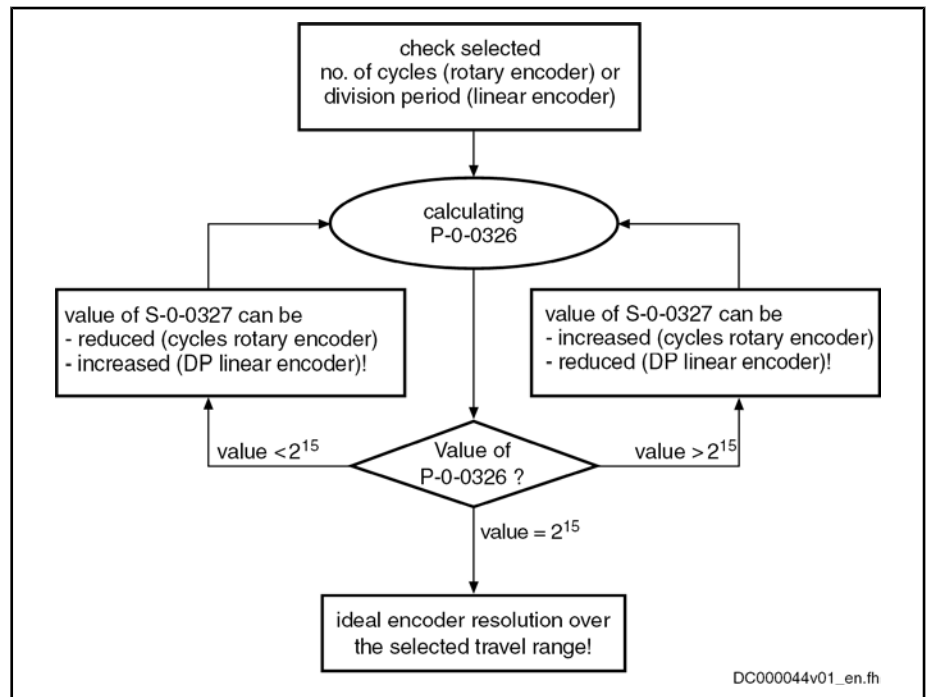 check selected
no. of cycles (rotary encoder) or
division period (linear encoder)
calculating
P-0-0326
value of S-0-0327 can be
- reduced (cycles rotary encoder)
- increased (DP linear encoder)!
value of S-0-0327 can be
- increased (cycles rotary encoder)
- reduced (DP linear encoder)!
value < 2¹⁵
Value of
P-0-0326 ?
value > 2¹⁵
value = 2¹⁵
ideal encoder resolution over
the selected travel range!
DC000044v01_en.fh